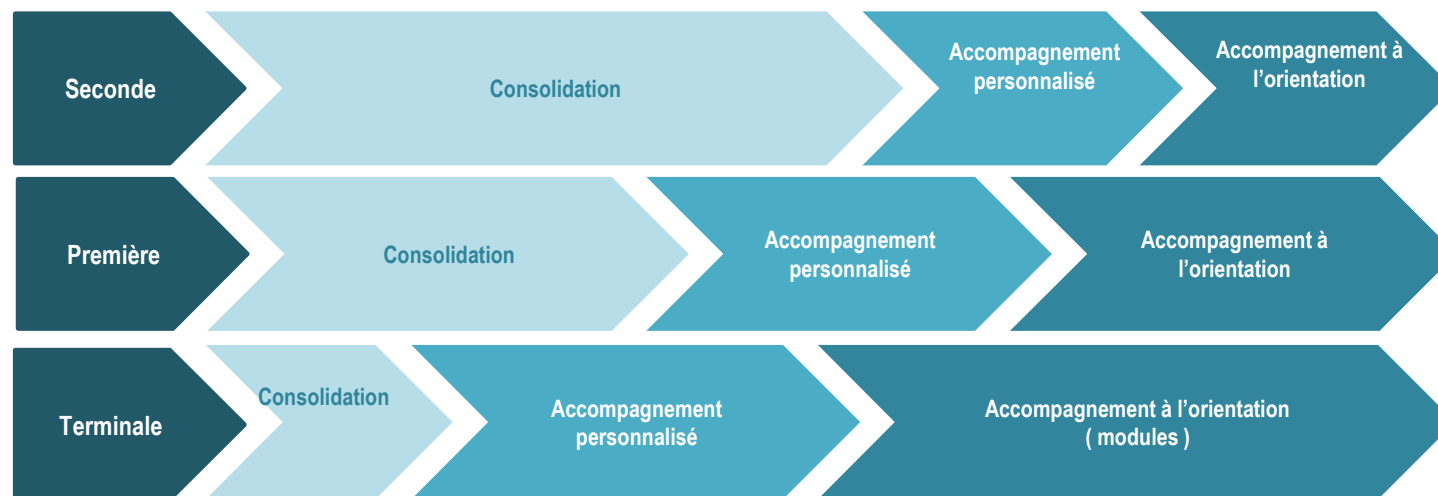 Seconde
Consolidation
Accompagnement
personnalisé
Accompagnement à
l’orientation
Première
Consolidation
Accompagnement
personnalisé
Accompagnement à
l’orientation
Terminale
Consolidation
Accompagnement
personnalisé
Accompagnement à l’orientation
( modules )